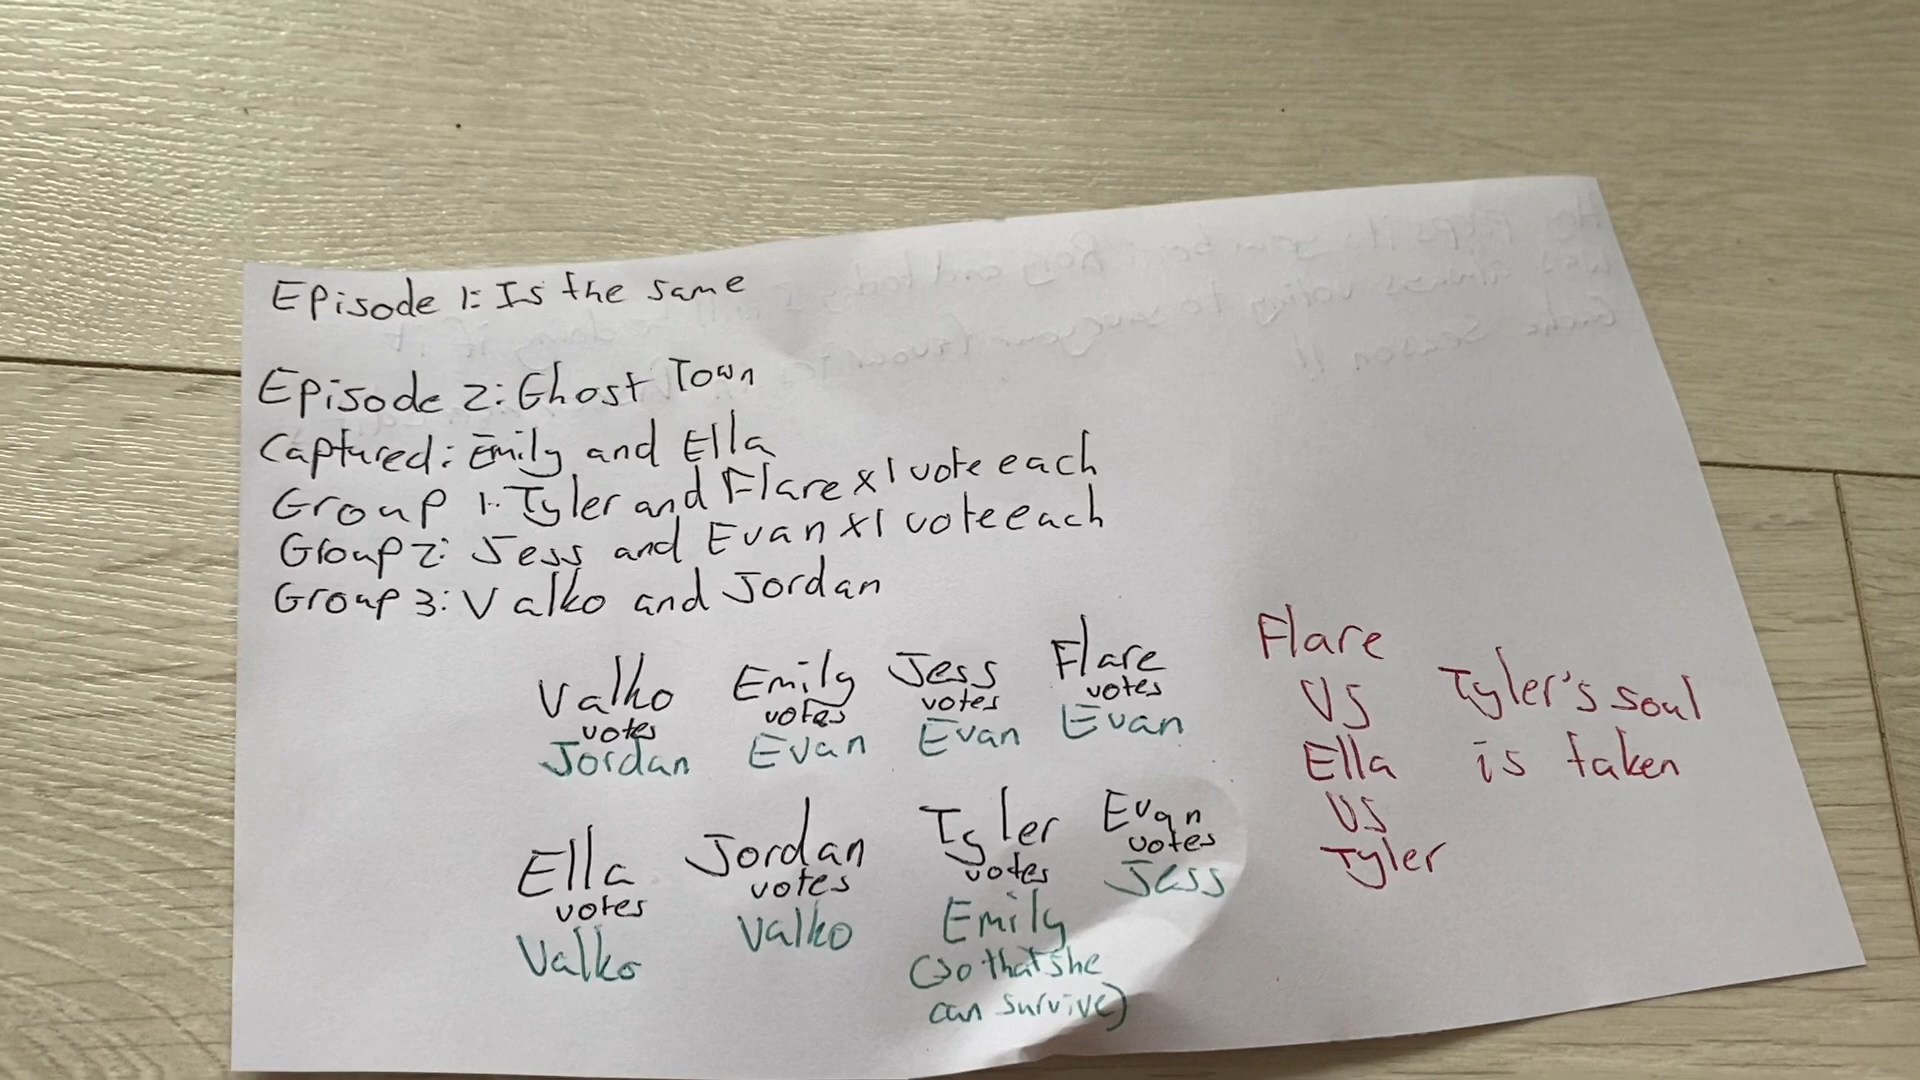 Episode 1: Is the same
Episode 2: Ghost Town
Captured: Emily and Ella
Group 1: Tyler and Flare x1 vote each
Group 2: Jess and Evan x1 vote each
Group 3: Valko and Jordan
Valko votes Jordan
Emily votes Evan
Jess votes Evan
Flare votes Evan
Ella votes Valko
Jordan votes Valko
Tyler votes Emily (so that she can survive)
Evan votes Jess
Flare
VS
Ella
VS
Tyler
Tyler's soul
is taken